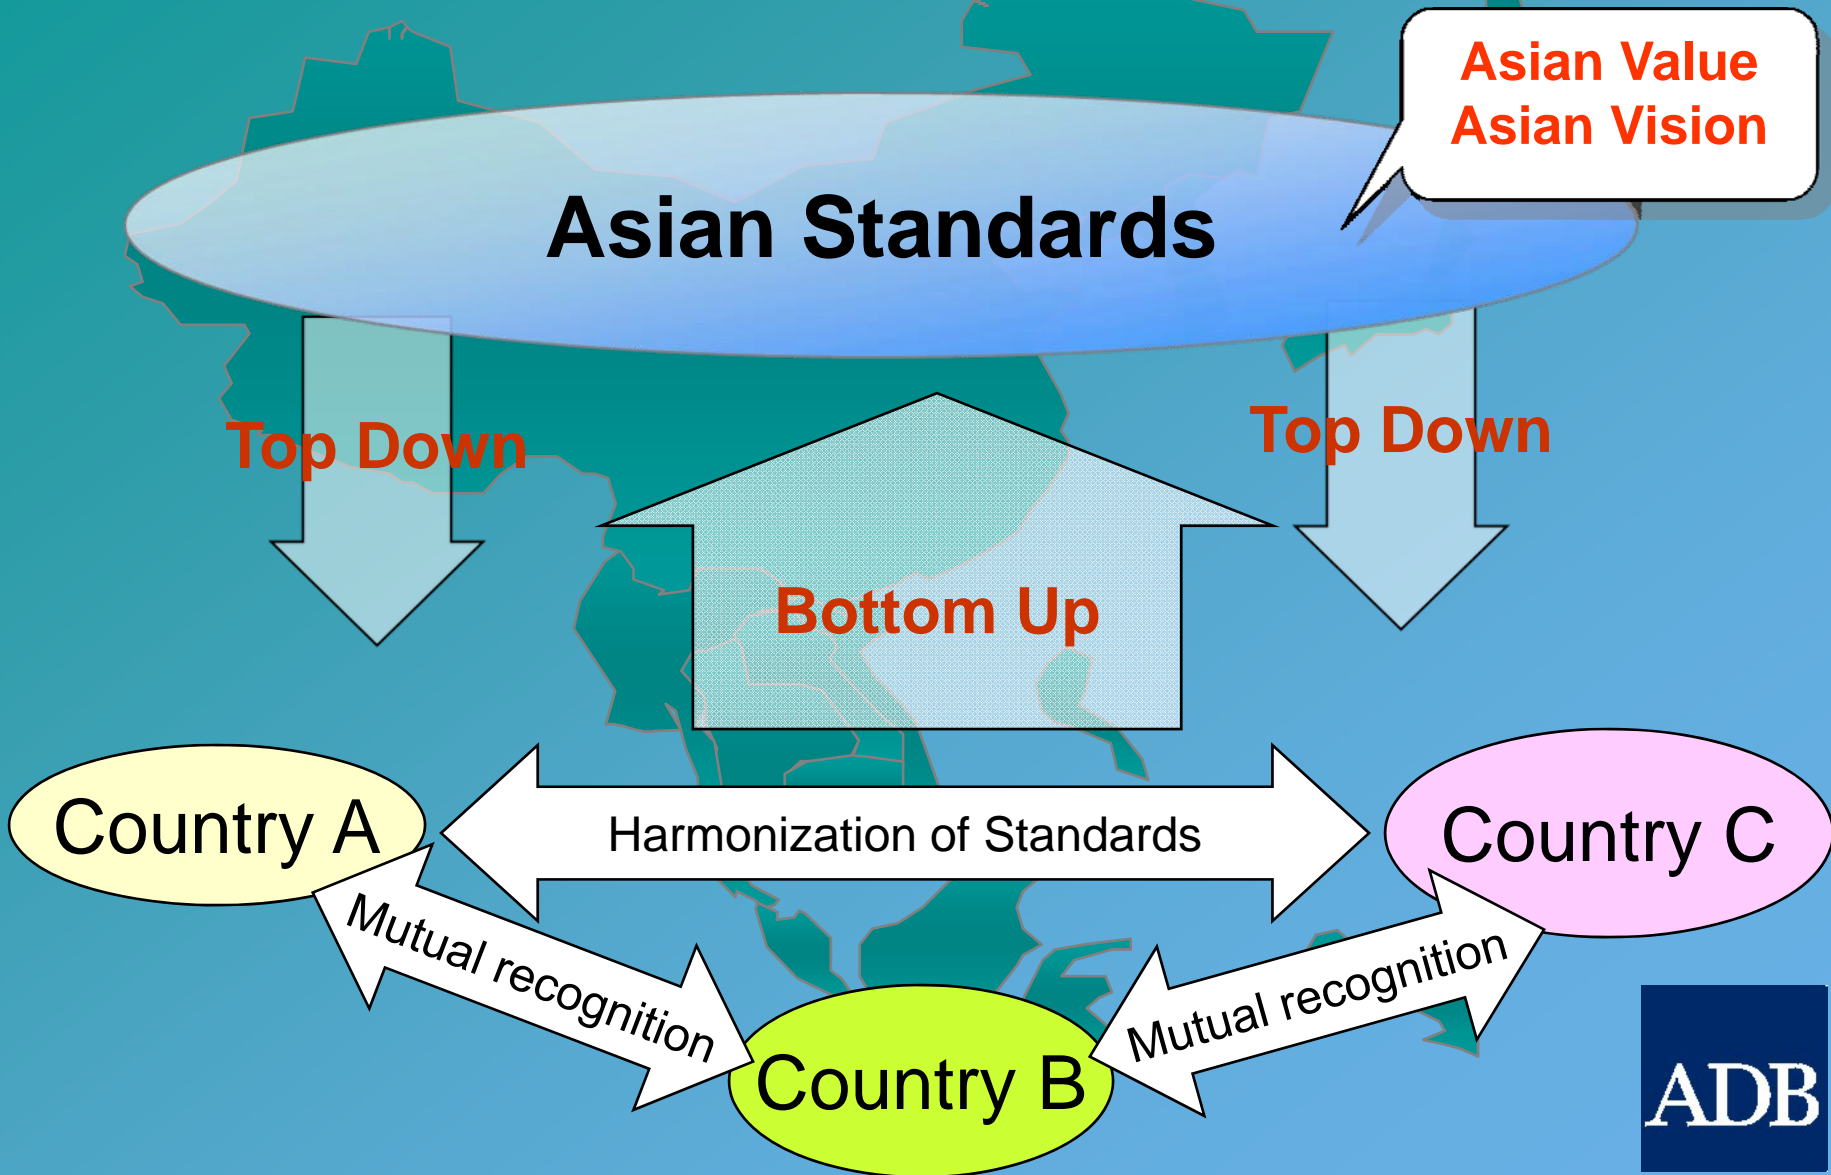 Asian Value
Asian Vision
Asian Standards
Top Down
Top Down
Bottom Up
Country A
Harmonization of Standards
Country C
Mutual recognition
Mutual recognition
Country B
ADB